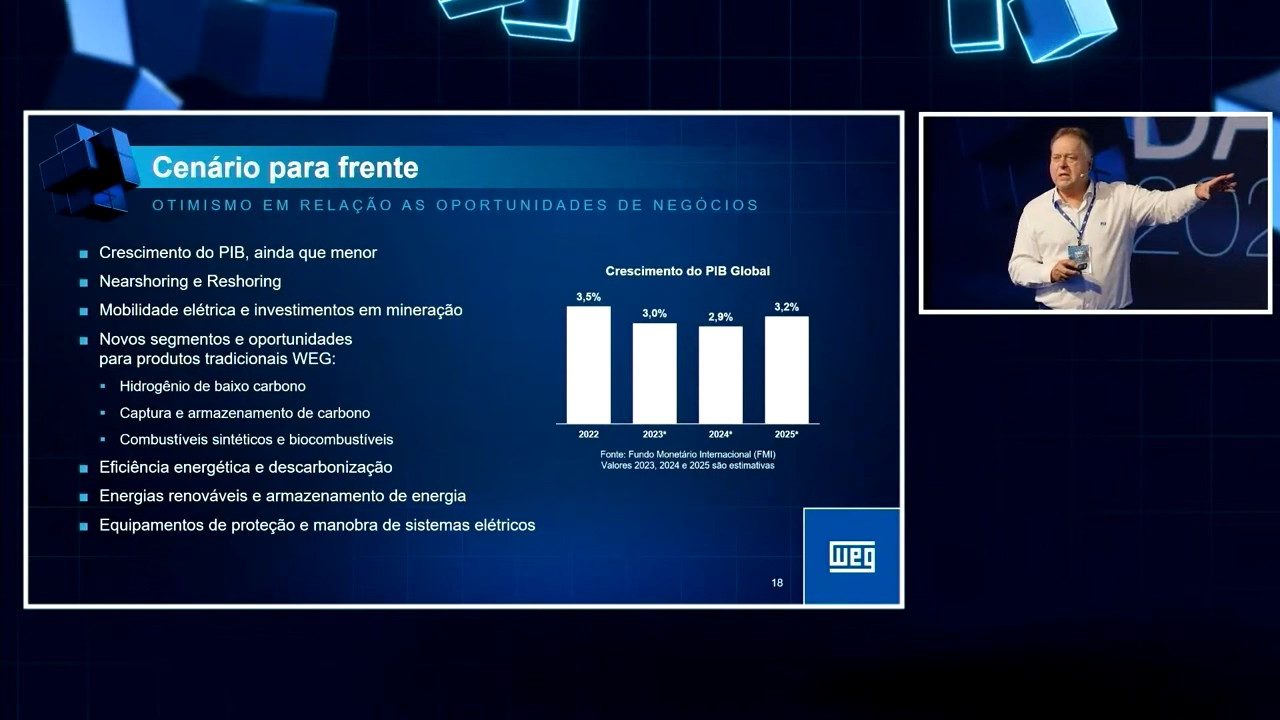 Cenário para frente
OTIMISMO EM RELAÇÃO AS OPORTUNIDADES DE NEGÓCIOS
Crescimento do PIB, ainda que menor
Nearshoring e Reshoring
Mobilidade elétrica e investimentos em mineração
Novos segmentos e oportunidades
para produtos tradicionais WEG:
Hidrogênio de baixo carbono
Captura e armazenamento de carbono
Combustíveis sintéticos e biocombustíveis
Eficiência energética e descarbonização
Energias renováveis e armazenamento de energia
Equipamentos de proteção e manobra de sistemas elétricos
Crescimento do PIB Global
3,5%
3,0%
2,9%
3,2%
2022
2023*
2024*
2025*
Fonte: Fundo Monetário Internacional (FMI)
Valores 2023, 2024 e 2025 são estimativas
18
weg
DA
202